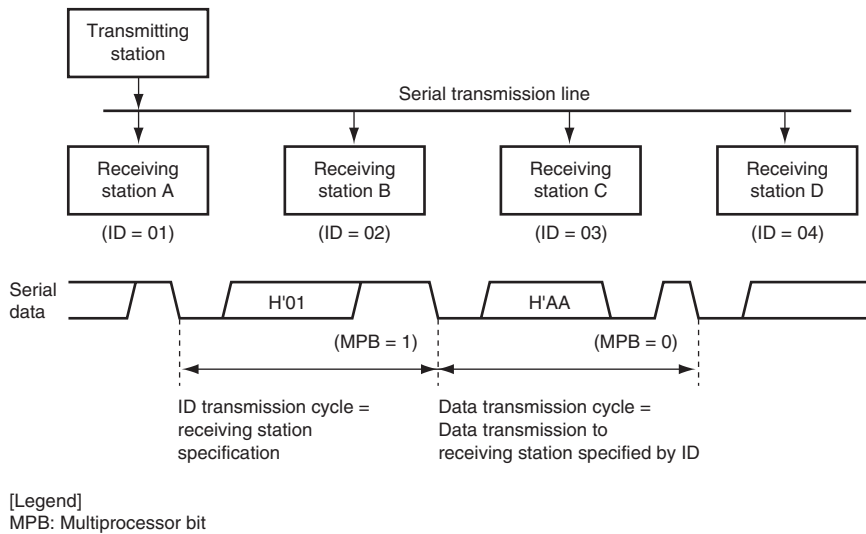 Transmitting
station
Serial transmission line
Receiving
station A
Receiving
station B
Receiving
station C
Receiving
station D
(ID = 01)
(ID = 02)
(ID = 03)
(ID = 04)
Serial
data
H'01
H'AA
(MPB = 1)
(MPB = 0)
ID transmission cycle =
receiving station
specification
Data transmission cycle =
Data transmission to
receiving station specified by ID
[Legend]
MPB: Multiprocessor bit